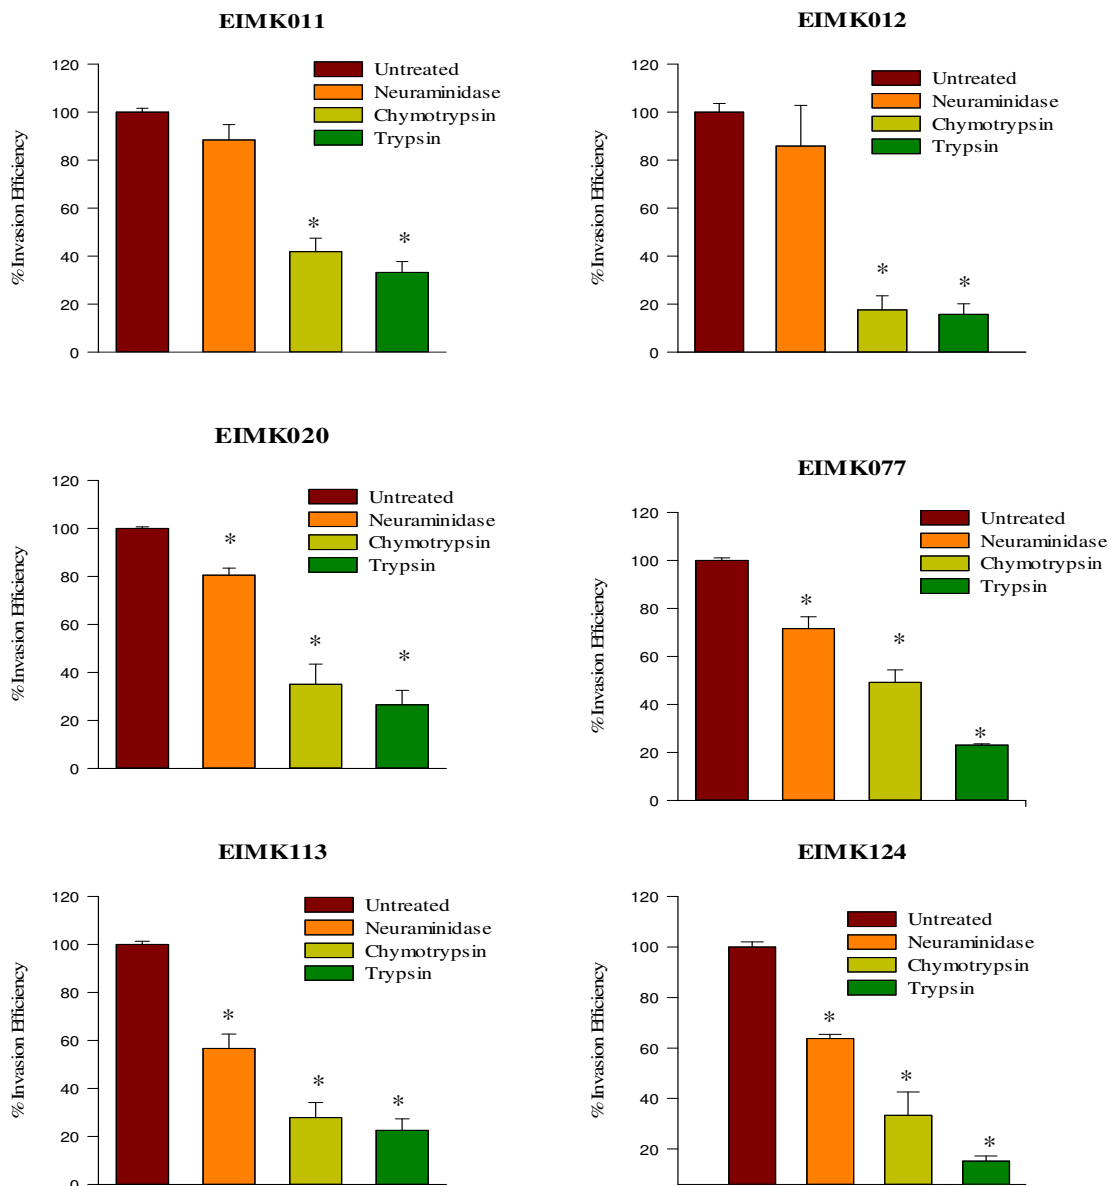 EIMK011
120
100
80
60
40
20
0
% Invasion Efficiency
Untreated
Neuraminidase
Chymotrypsin
Trypsin
*
*
EIMK012
120
100
80
60
40
20
0
% Invasion Efficiency
Untreated
Neuraminidase
Chymotrypsin
Trypsin
*
*
EIMK020
120
100
80
60
40
20
0
% Invasion Efficiency
Untreated
Neuraminidase
Chymotrypsin
Trypsin
*
*
*
EIMK077
120
100
80
60
40
20
0
% Invasion Efficiency
Untreated
Neuraminidase
Chymotrypsin
Trypsin
*
*
*
EIMK113
120
100
80
60
40
20
0
% Invasion Efficiency
Untreated
Neuraminidase
Chymotrypsin
Trypsin
*
*
*
EIMK124
120
100
80
60
40
20
% Invasion Efficiency
Untreated
Neuraminidase
Chymotrypsin
Trypsin
*
*
*